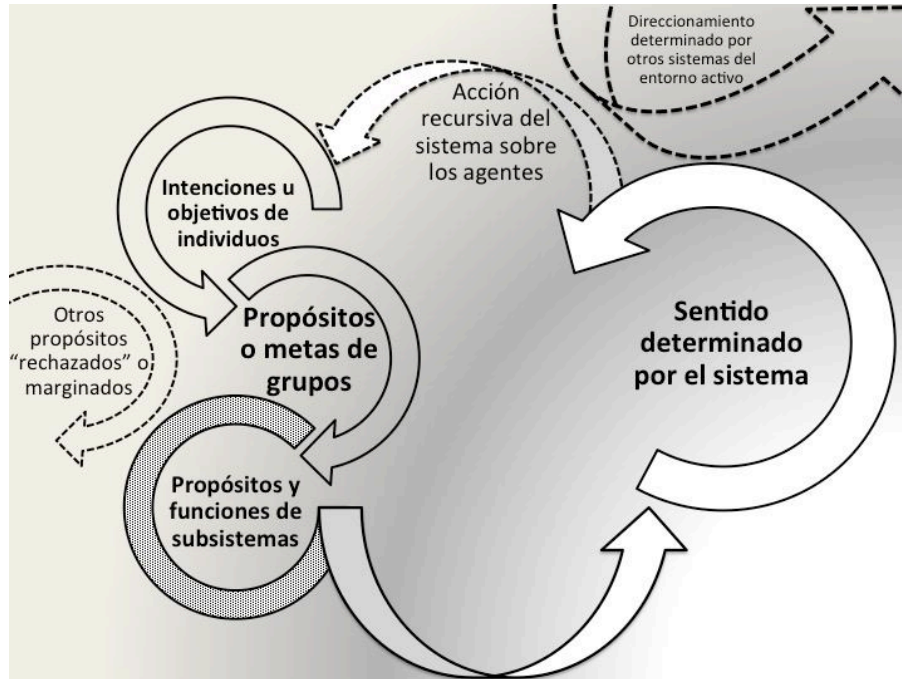 Direccionamiento
determinado por
otros sistemas del
entorno activo
Acción
recursiva del
sistema sobre
los agentes
Intenciones u
objetivos de
individuos
Otros
propósitos
“rechazados” o
marginados
Propósitos
o metas de
grupos
Sentido
determinado
por el sistema
Propósitos y
funciones de
subsistemas